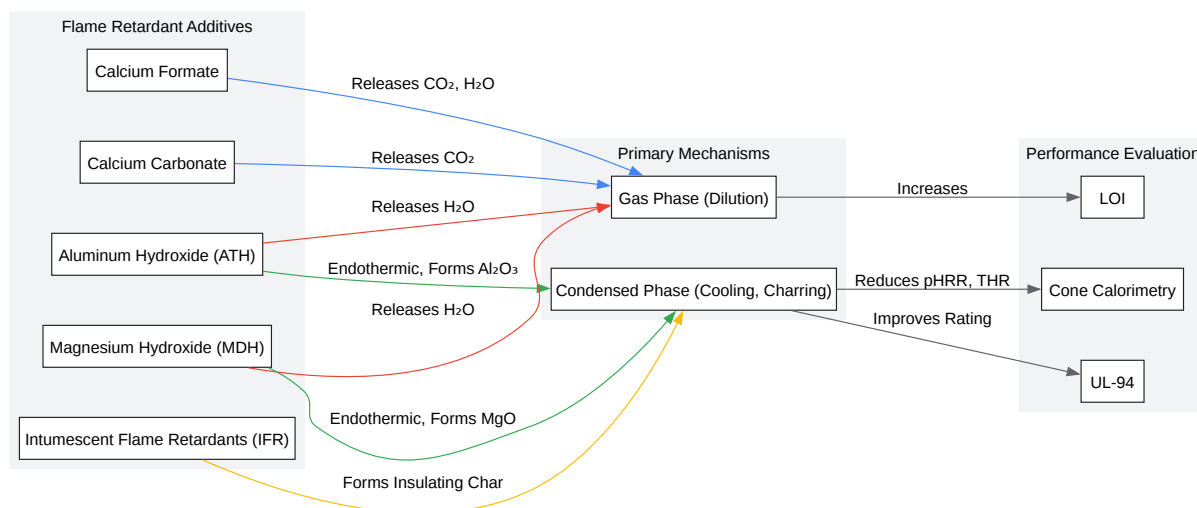 Flame Retardant Additives
Calcium Formate
Releases CO₂, H₂O
Calcium Carbonate
Releases CO₂
Primary Mechanisms
Performance Evaluation
Gas Phase (Dilution)
Increases
LOI
Releases H₂O
Aluminum Hydroxide (ATH)
Endothermic, Forms Al₂O₃
Condensed Phase (Cooling, Charring)
Reduces pHRR, THR
Cone Calorimetry
Releases H₂O
Improves Rating
Magnesium Hydroxide (MDH)
UL-94
Endothermic, Forms MgO
Intumescent Flame Retardants (IFR)
Forms Insulating Char